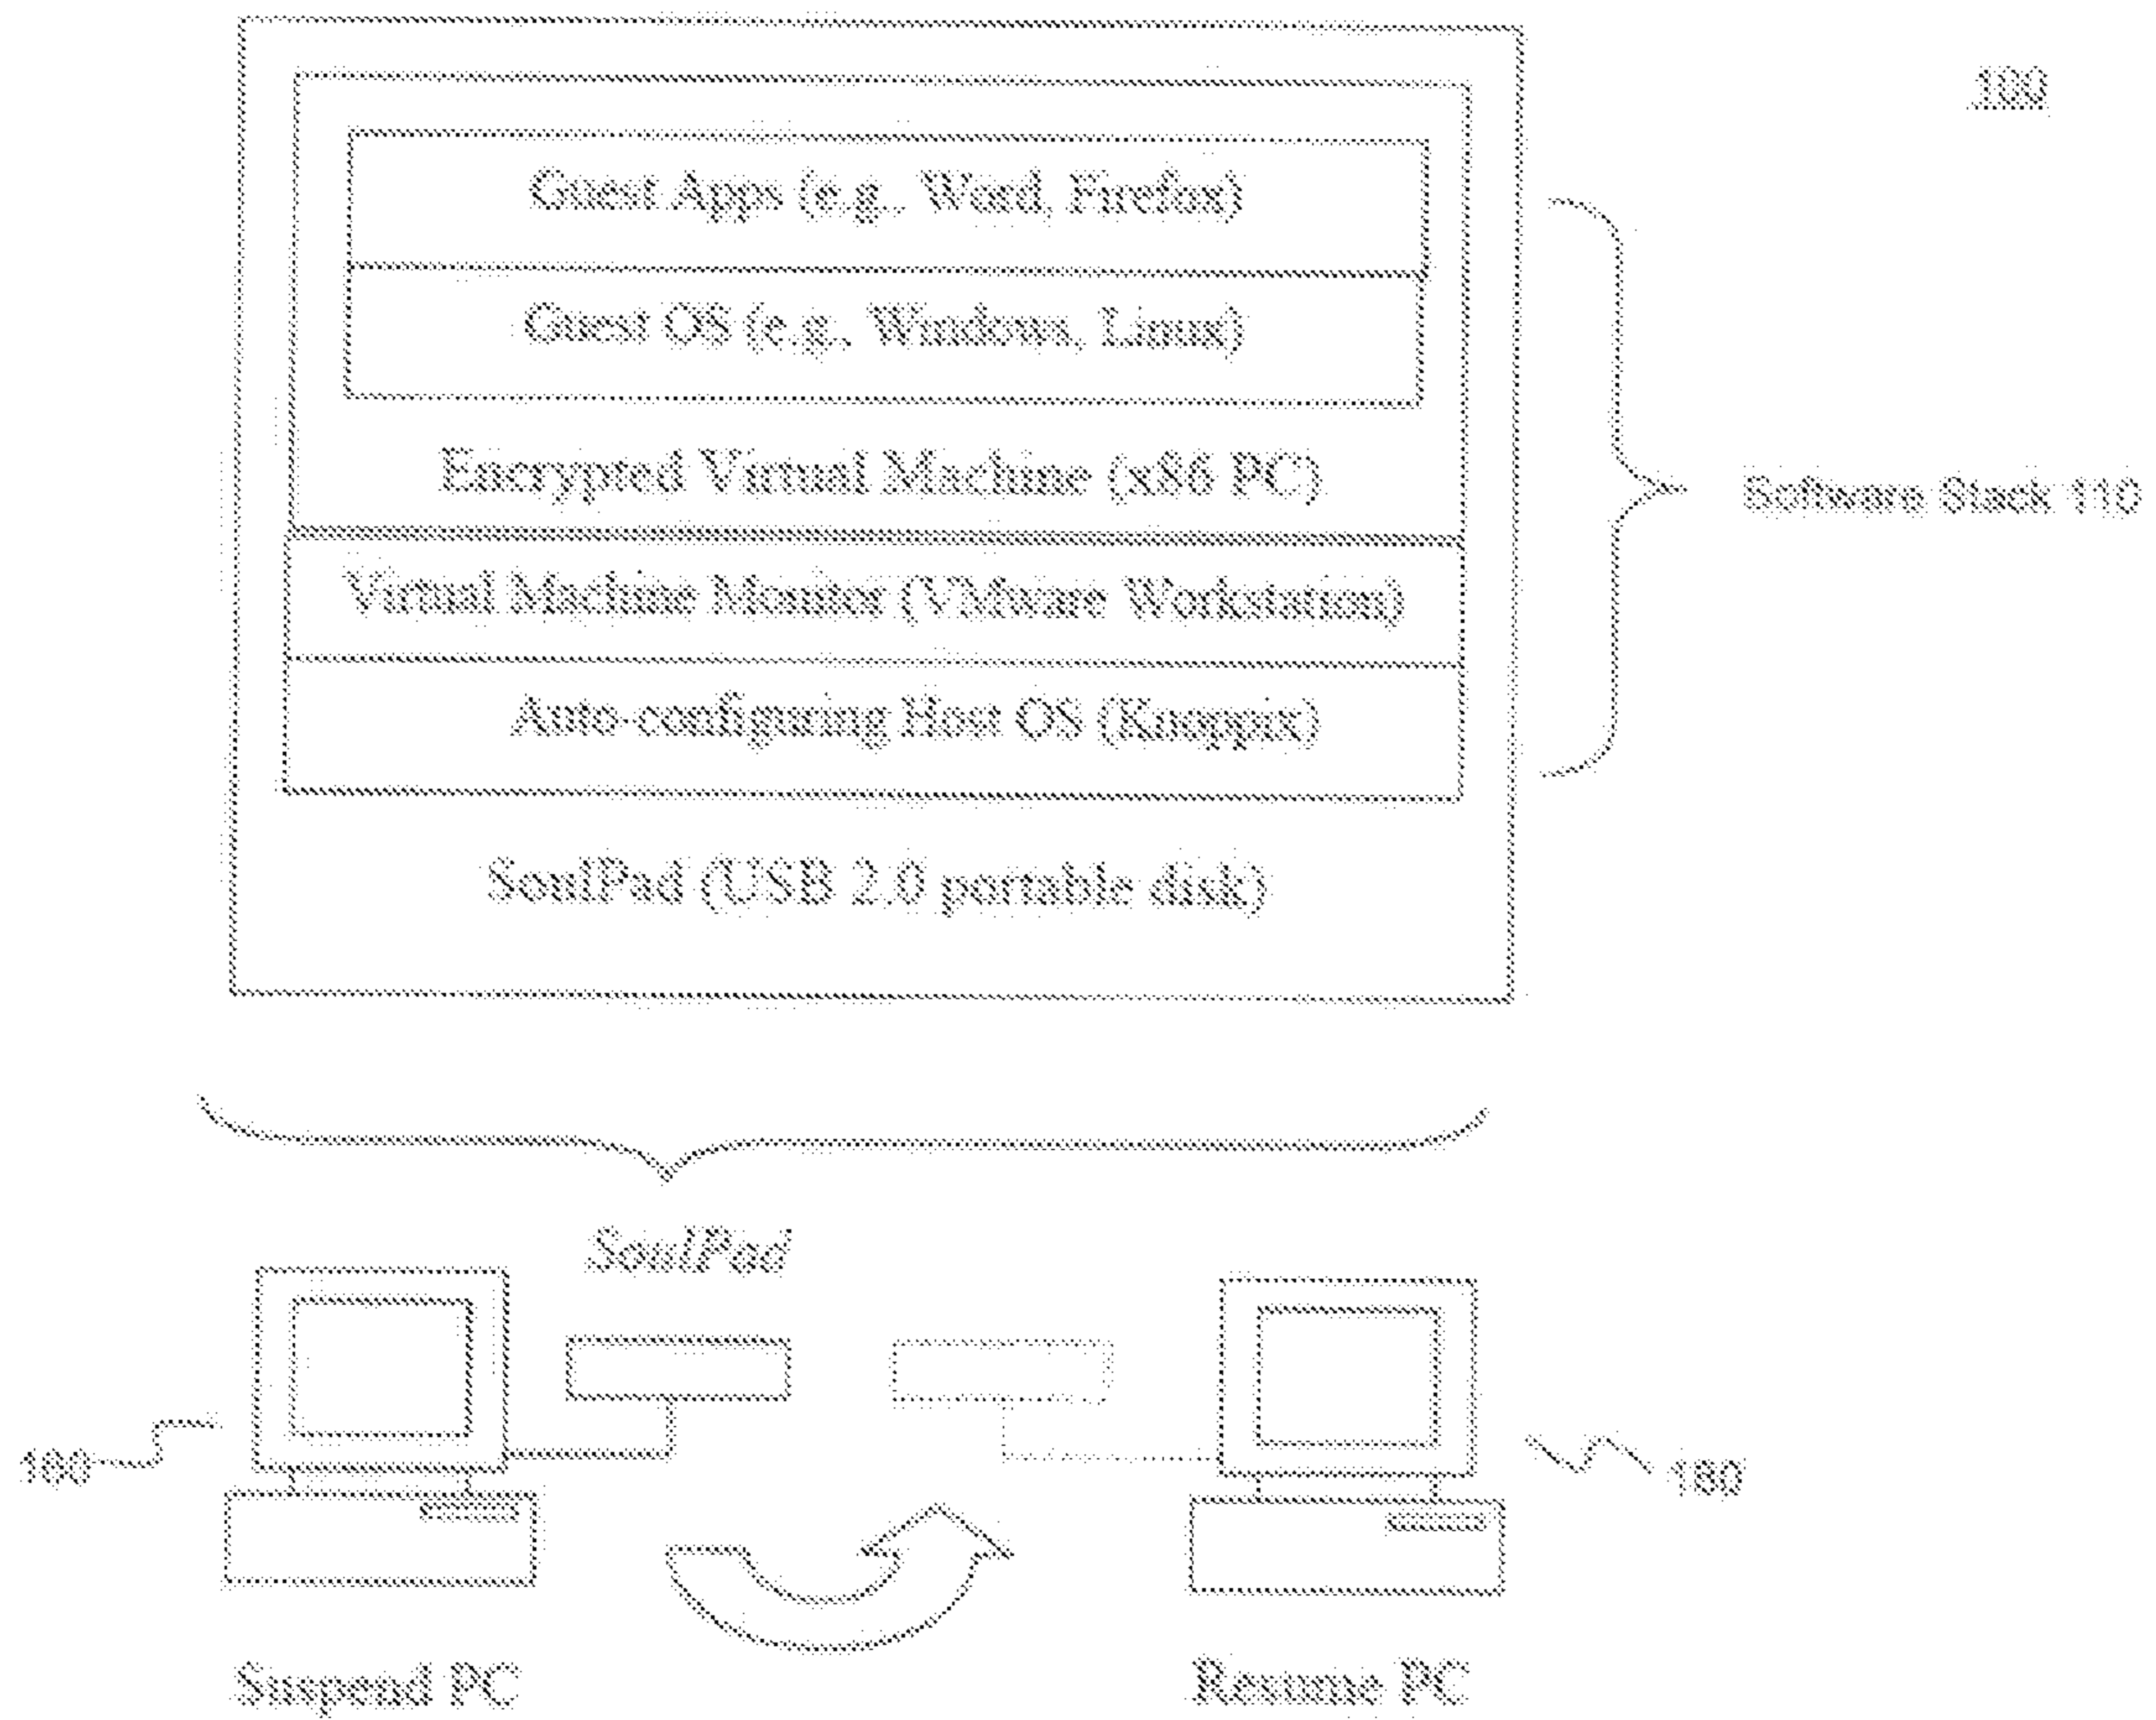 100
Guest Apps (e.g., Word, Firefox)
Guest OS (e.g., Windows, Linux)
Encrypted Virtual Machine (x86 PC)
Software Stack 110
Virtual Machine Monitor (VMware Workstation)
Auto-configuring Host OS (Knoppix)
SoulPad (USB 2.0 portable disk)
SoulPad
180
Suspend PC
Resume PC